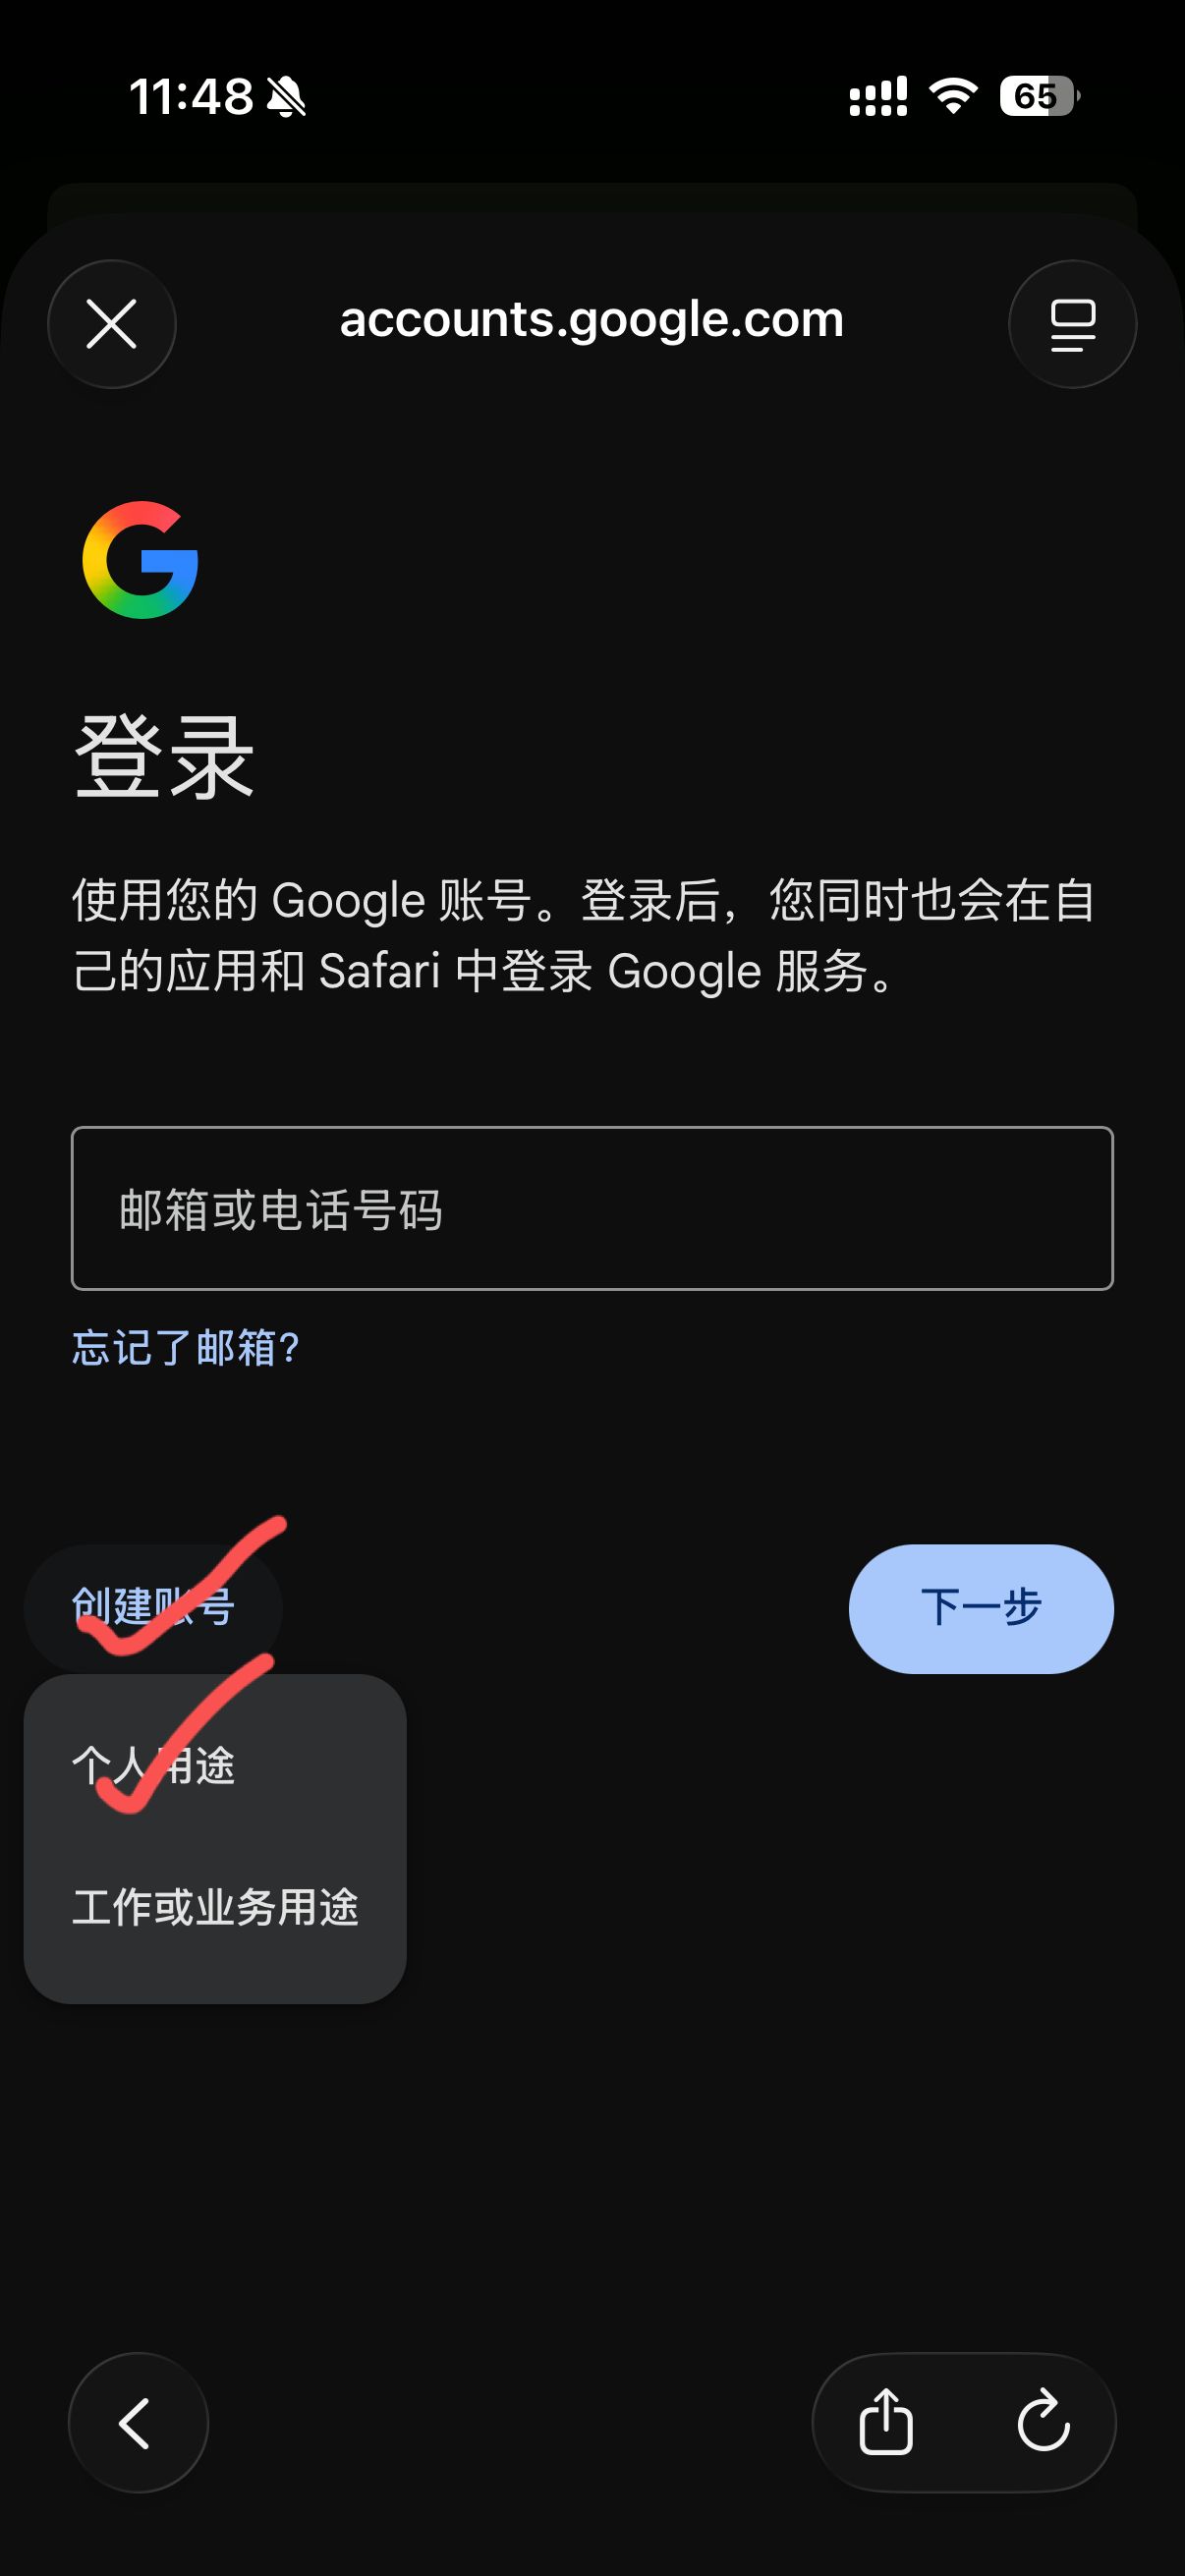 11:48
65
accounts.google.com
登录
使用您的 Google 账号。登录后，您同时也会在自
己的应用和 Safari 中登录 Google 服务。
邮箱或电话号码
忘记了邮箱?
创建账号
下一步
个人用途
工作或业务用途